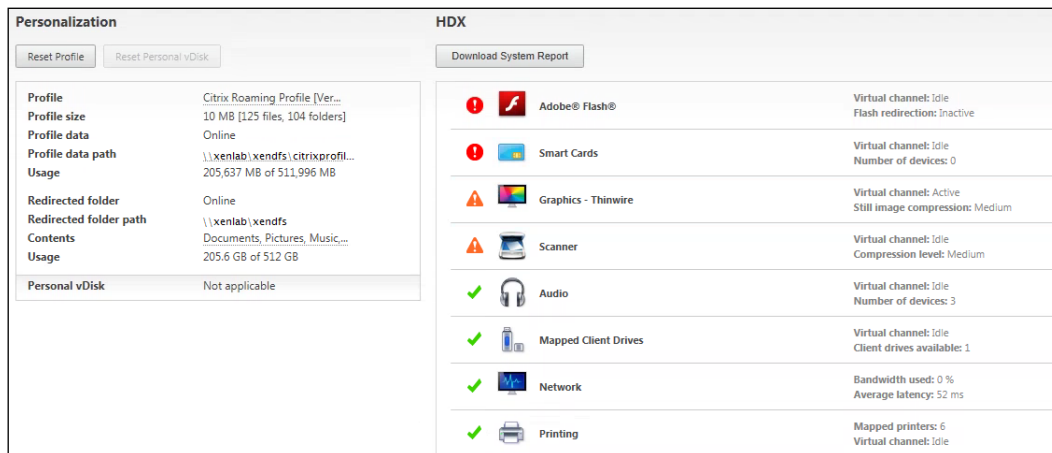 Personalization
Reset Profile
Reset Personal vDisk
Profile Citrix Roaming Profile [Ver...
Profile size 10 MB [125 files, 104 folders]
Profile data Online
Profile data path \\xenlab\xendfs\citrixprofil...
Usage 205,637 MB of 511,996 MB
Redirected folder Online
Redirected folder path \\xenlab\xendfs
Contents Documents, Pictures, Music,...
Usage 205.6 GB of 512 GB
Personal vDisk Not applicable
HDX
Download System Report
Adobe® Flash®
Virtual channel: Idle
Flash redirection: Inactive
Smart Cards
Virtual channel: Idle
Number of devices: 0
Graphics - Thinwire
Virtual channel: Active
Still image compression: Medium
Scanner
Virtual channel: Idle
Compression level: Medium
Audio
Virtual channel: Idle
Number of devices: 3
Mapped Client Drives
Virtual channel: Idle
Client drives available: 1
Network
Bandwidth used: 0 %
Average latency: 52 ms
Printing
Mapped printers: 6
Virtual channel: Idle